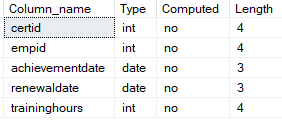 Column_name Type Computed Length
certid int no 4
empid int no 4
achievementdate date no 3
renewaldate date no 3
traininghours int no 4